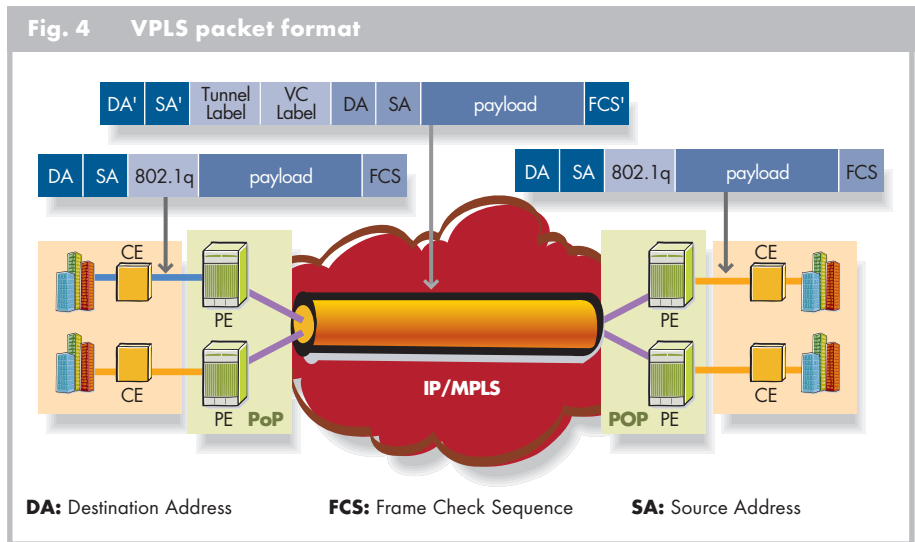 Fig. 4 VPLS packet format
DA' SA' Tunnel Label VC Label DA SA payload FCS'
DA SA 802.1q payload FCS
DA SA 802.1q payload FCS
CE
CE
PE
PE
CE
CE
PE PoP
IP/MPLS
POP PE
DA: Destination Address FCS: Frame Check Sequence SA: Source Address